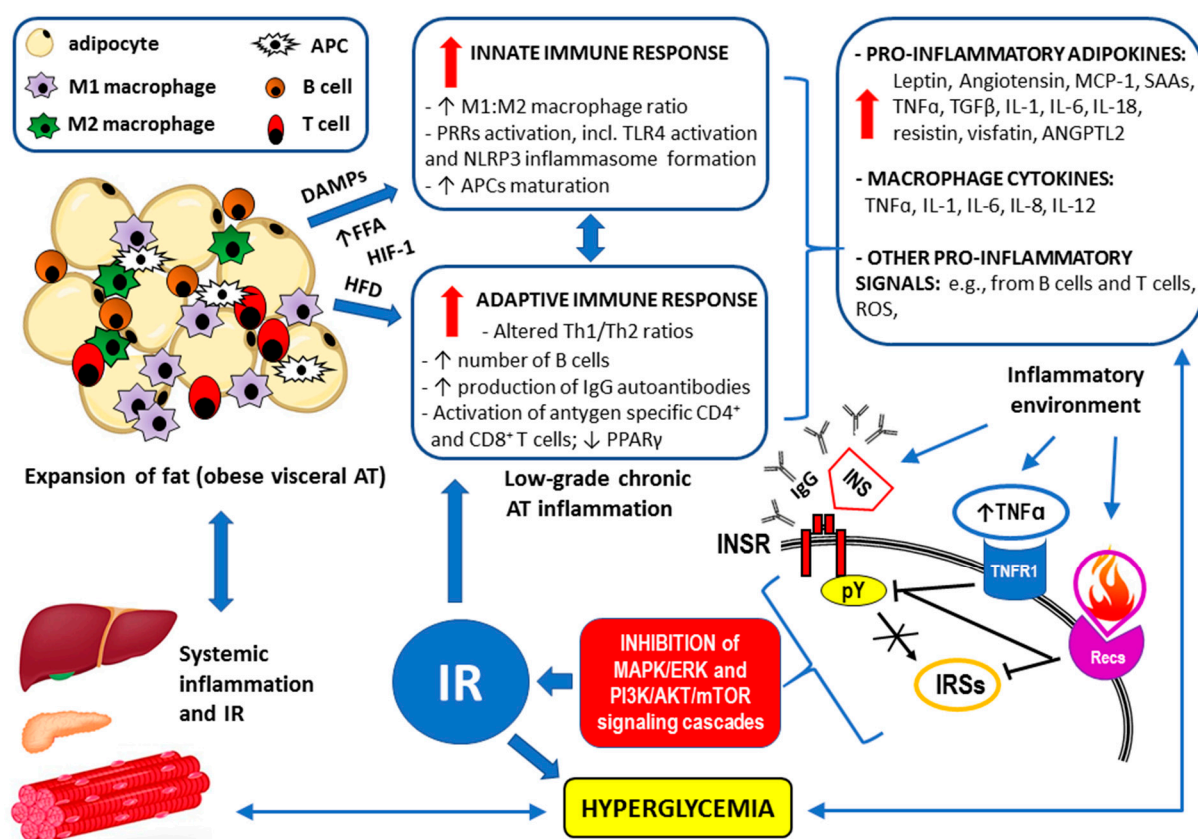 adipocyte
APC
M1 macrophage
B cell
M2 macrophage
T cell
INNATE IMMUNE RESPONSE
- ↑ M1:M2 macrophage ratio
- PRRs activation, incl. TLR4 activation
and NLRP3 inflammasome formation
- ↑ APCs maturation
- PRO-INFLAMMATORY ADIPOKINES:
Leptin, Angiotensin, MCP-1, SAAs,
TNFα, TGFβ, IL-1, IL-6, IL-18,
resistin, visfatin, ANGPTL2
- MACROPHAGE CYTOKINES:
TNFα, IL-1, IL-6, IL-8, IL-12
- OTHER PRO-INFLAMMATORY
SIGNALS: e.g., from B cells and T cells,
ROS,
DAMPs
↑FFA
HIF-1
HFD
ADAPTIVE IMMUNE RESPONSE
- Altered Th1/Th2 ratios
- ↑ number of B cells
- ↑ production of IgG autoantibodies
- Activation of antygen specific CD4⁺
and CD8⁺ T cells; ↓ PPARγ
Expansion of fat (obese visceral AT)
Low-grade chronic
AT inflammation
Inflammatory
environment
IgG
INS
INSR
↑TNFα
TNFR1
pY
Recs
IRSs
Systemic
inflammation
and IR
IR
INHIBITION of
MAPK/ERK and
PI3K/AKT/mTOR
signaling cascades
HYPERGLYCEMIA